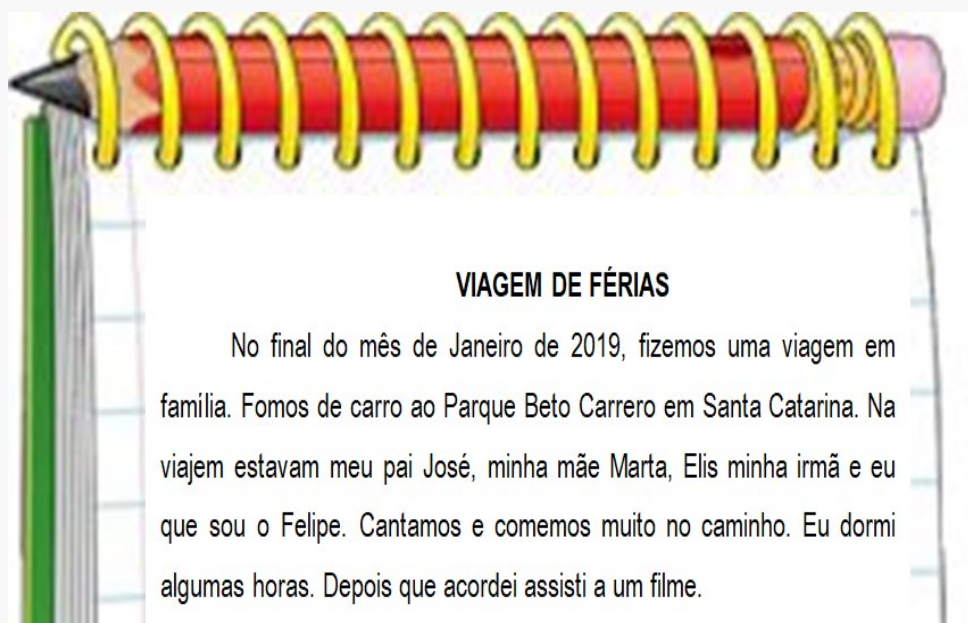 VIAGEM DE FÉRIAS
No final do mês de Janeiro de 2019, fizemos uma viagem em
família. Fomos de carro ao Parque Beto Carrero em Santa Catarina. Na
viajem estavam meu pai José, minha mãe Marta, Elis minha irmã e eu
que sou o Felipe. Cantamos e comemos muito no caminho. Eu dormi
algumas horas. Depois que acordei assisti a um filme.